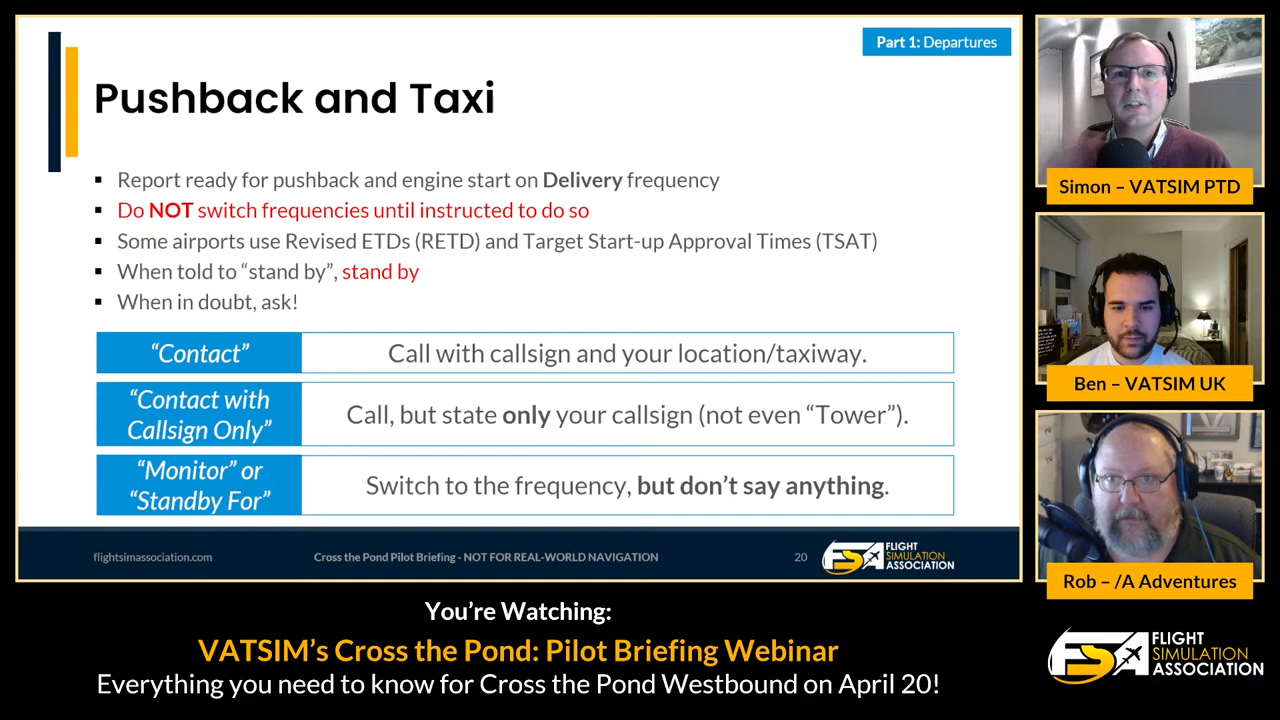 Part 1: Departures
Pushback and Taxi
▪ Report ready for pushback and engine start on Delivery frequency
▪ Do NOT switch frequencies until instructed to do so
▪ Some airports use Revised ETDs (RETD) and Target Start-up Approval Times (TSAT)
▪ When told to “stand by”, stand by
▪ When in doubt, ask!
“Contact”
Call with callsign and your location/taxiway.
“Contact with
Callsign Only”
Call, but state only your callsign (not even “Tower”).
“Monitor” or
“Standby For”
Switch to the frequency, but don’t say anything.
flightsimassociation.com
Cross the Pond Pilot Briefing - NOT FOR REAL-WORLD NAVIGATION
20
FSA
FLIGHT
SIMULATION
ASSOCIATION
Simon – VATSIM PTD
Ben – VATSIM UK
Rob – /A Adventures
You’re Watching:
VATSIM’s Cross the Pond: Pilot Briefing Webinar
Everything you need to know for Cross the Pond Westbound on April 20!
FSA
FLIGHT
SIMULATION
ASSOCIATION